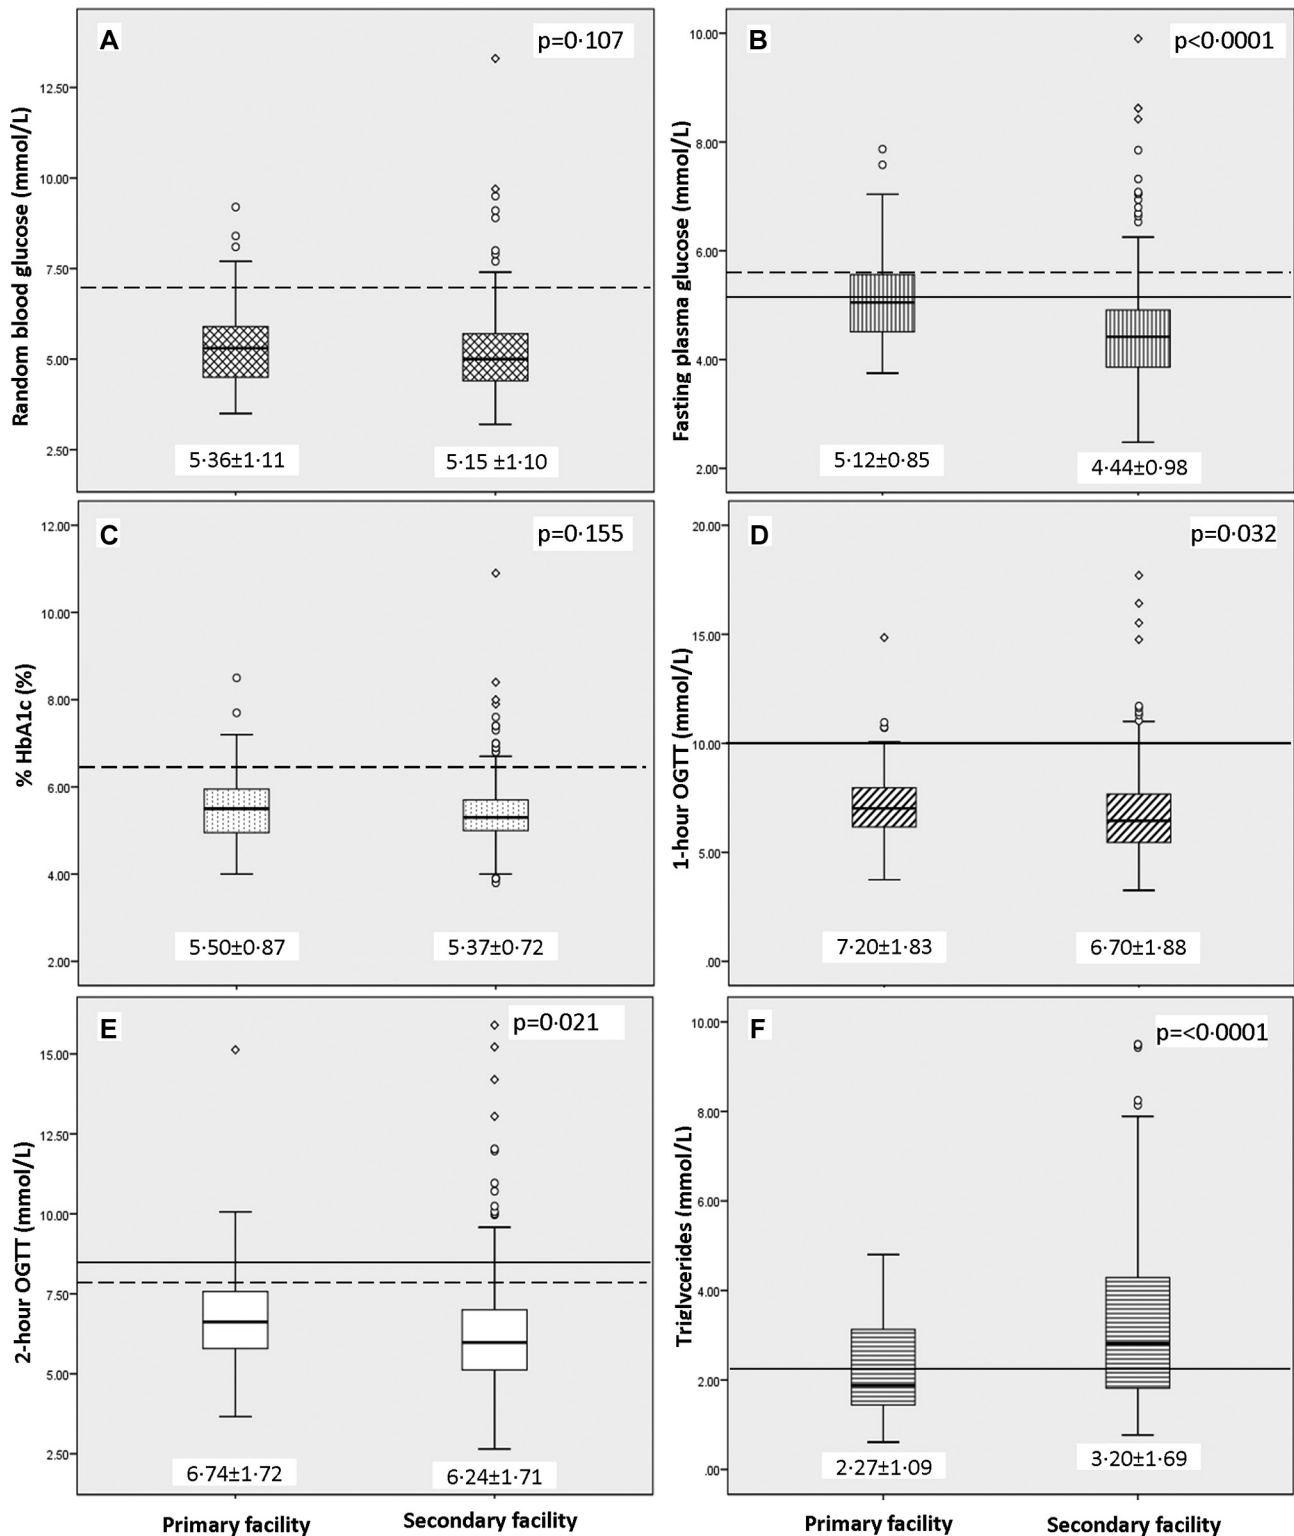 A
p=0·107
Random blood glucose (mmol/L)
12.50
10.00
7.50
5.00
2.50
5·36±1·11
5·15 ±1·10
B
p<0·0001
Fasting plasma glucose (mmol/L)
10.00
8.00
6.00
4.00
2.00
5·12±0·85
4·44±0·98
C
p=0·155
% HbA1c (%)
12.00
10.00
8.00
6.00
4.00
2.00
5·50±0·87
5·37±0·72
D
p=0·032
1-hour OGTT (mmol/L)
20.00
15.00
10.00
5.00
.00
7·20±1·83
6·70±1·88
E
p=0·021
2-hour OGTT (mmol/L)
15.00
12.50
10.00
7.50
5.00
2.50
6·74±1·72
6·24±1·71
Primary facility
Secondary facility
F
p=<0·0001
Triglycerides (mmol/L)
10.00
8.00
6.00
4.00
2.00
.00
2·27±1·09
3·20±1·69
Primary facility
Secondary facility